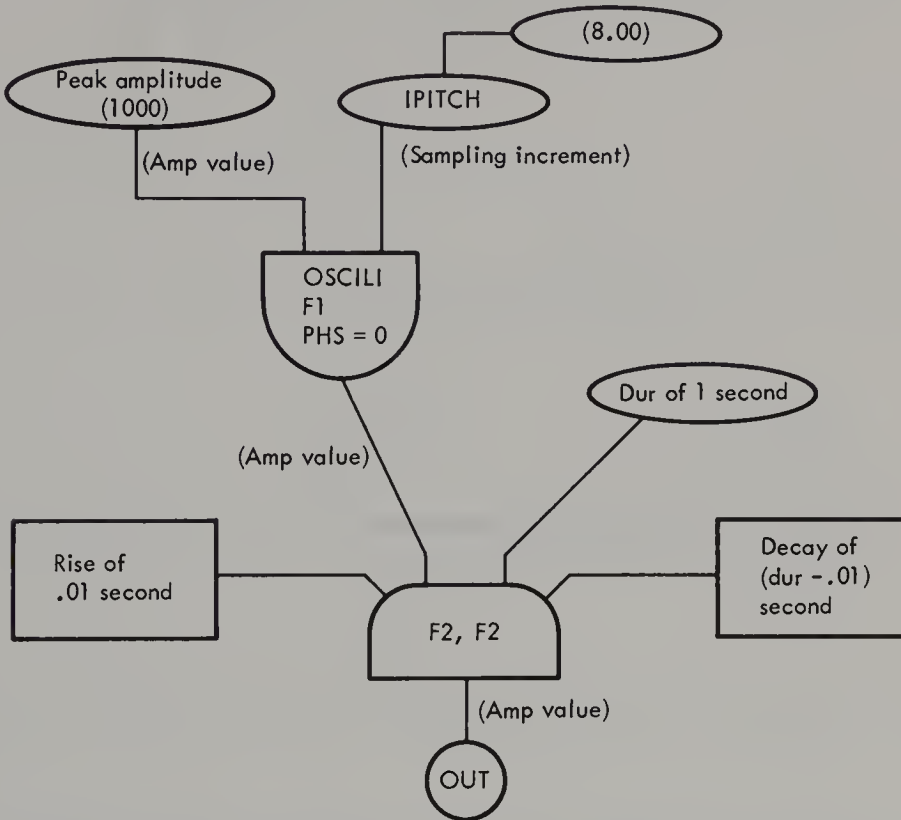 (8.00)
Peak amplitude
(1000)
IPITCH
(Amp value)
(Sampling increment)
OSCILI
F1
PHS = 0
Dur of 1 second
(Amp value)
Rise of
.01 second
Decay of
(dur -.01)
second
F2, F2
(Amp value)
OUT